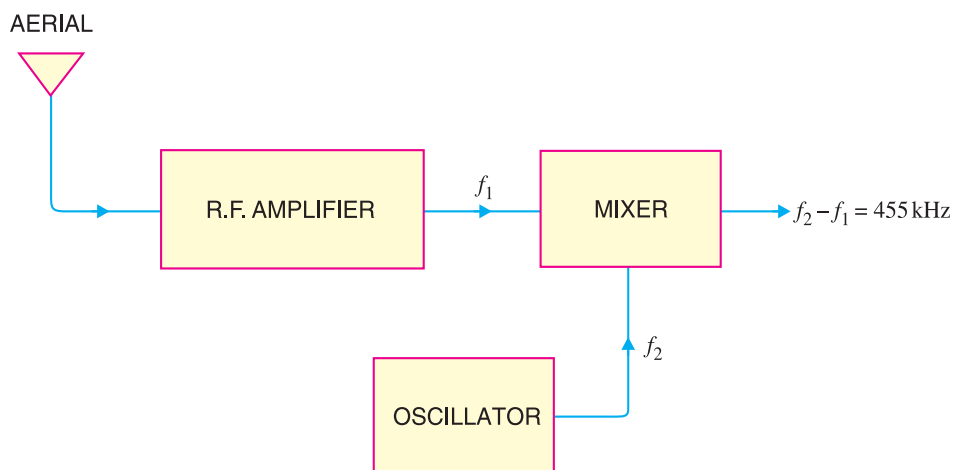 AERIAL
R.F. AMPLIFIER
f₁
MIXER
f₂ – f₁ = 455 kHz
f₂
OSCILLATOR